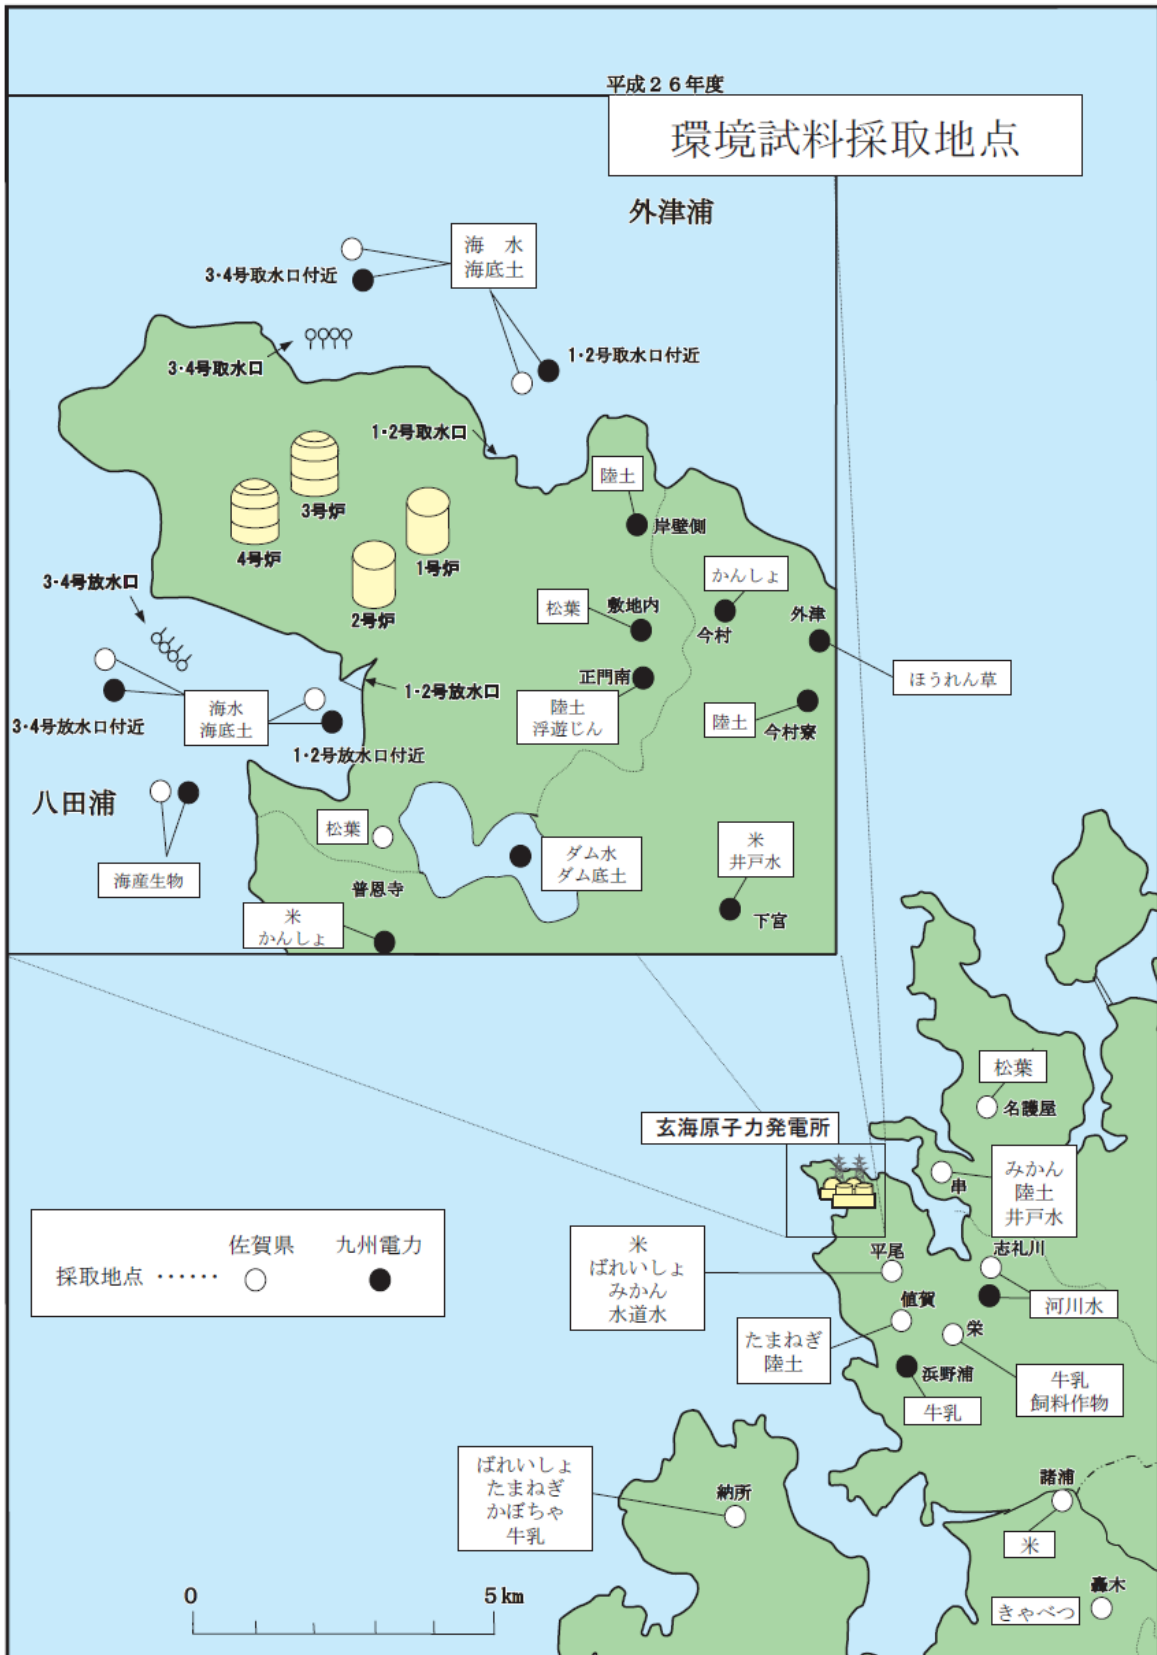 平成２６年度
環境試料採取地点
外津浦
海　水
海底土
3・4号取水口付近
1・2号取水口付近
3・4号取水口
1・2号取水口
陸土
岸壁側
3号炉
4号炉
1号炉
2号炉
かんしょ
今村
松葉
敷地内
外津
ほうれん草
3・4号放水口
正門南
陸土
浮遊じん
陸土
今村寮
1・2号放水口
海水
海底土
3・4号放水口付近
1・2号放水口付近
八田浦
海産生物
松葉
普恩寺
ダム水
ダム底土
米
井戸水
下宮
米
かんしょ
松葉
名護屋
玄海原子力発電所
串
みかん
陸土
井戸水
佐賀県
九州電力
採取地点 ‥‥‥
米
ばれいしょ
みかん
水道水
平尾
志礼川
河川水
値賀
たまねぎ
陸土
栄
牛乳
飼料作物
浜野浦
牛乳
ばれいしょ
たまねぎ
かぼちゃ
牛乳
納所
諸浦
米
轟木
きゃべつ
0
5km